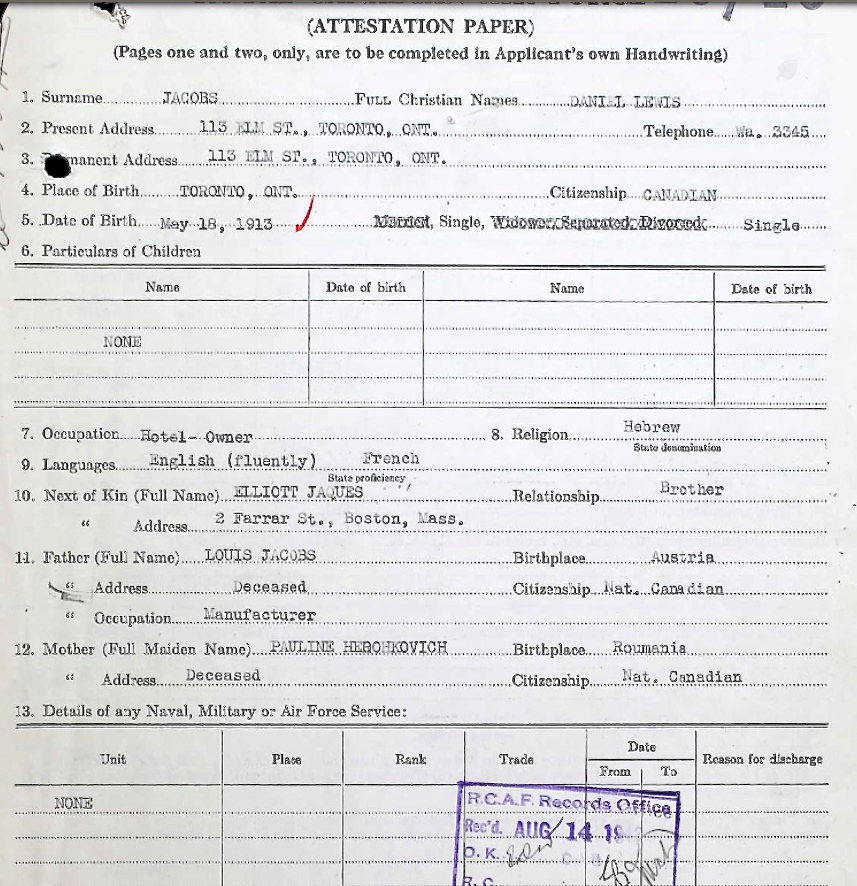 (ATTESTATION PAPER)
(Pages one and two, only, are to be completed in Applicant's own Handwriting)
1. Surname JACOBS Full Christian Names DANIEL LEWIS
2. Present Address 113 ELM ST., TORONTO, ONT. Telephone Wa. 3345
3. manent Address 113 ELM ST., TORONTO, ONT.
4. Place of Birth TORONTO, ONT. Citizenship CANADIAN
5. Date of Birth May 18, 1913 Married, Single, Widower, Separated, Divorced Single
6. Particulars of Children
Name Date of birth Name Date of birth
NONE
7. Occupation Hotel- Owner 8. Religion Hebrew
State denomination
9. Languages English (fluently) French
State proficiency
10. Next of Kin (Full Name) ELLIOTT JAQUES Relationship Brother
" Address 2 Farrar St., Boston, Mass.
11. Father (Full Name) LOUIS JACOBS Birthplace Austria
" Address Deceased Citizenship Nat. Canadian
" Occupation Manufacturer
12. Mother (Full Maiden Name) PAULINE HEROHKOVICH Birthplace Roumania
" Address Deceased Citizenship Nat. Canadian
13. Details of any Naval, Military or Air Force Service:
Unit Place Rank Trade Date Reason for discharge
From To
NONE
R.C.A.F. Records Office
Rec'd. AUG 14 19
O. K.
R. C.